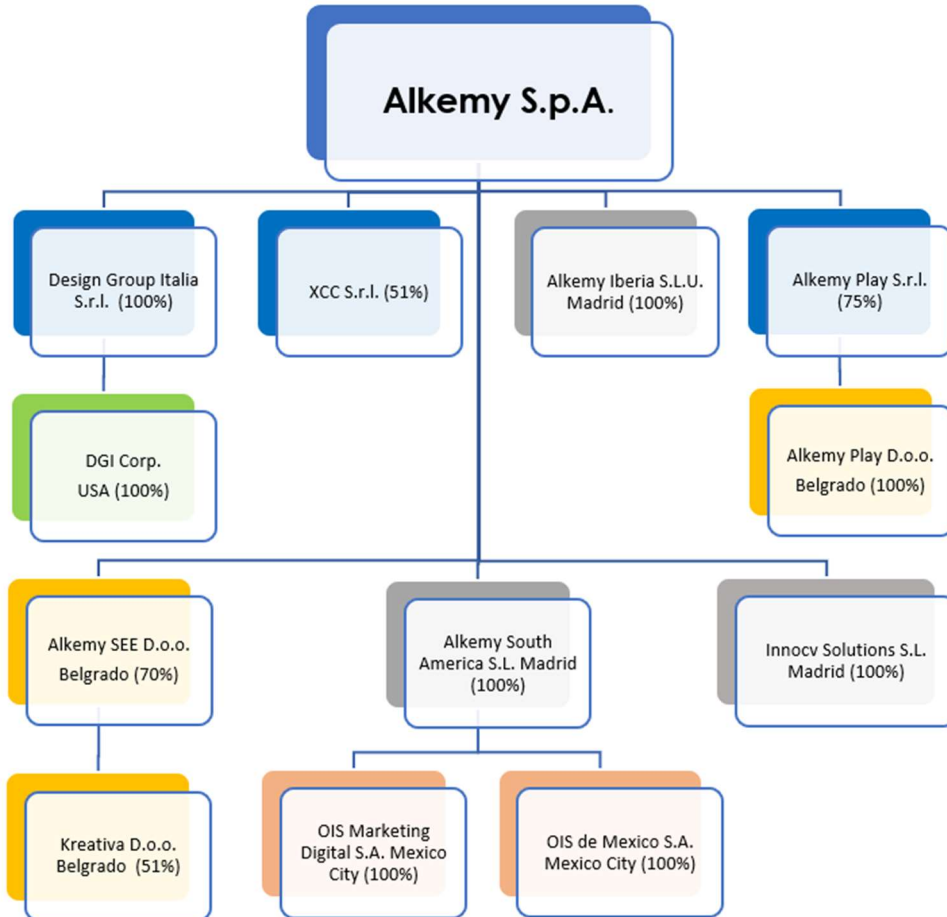 Alkemy S.p.A.
Design Group Italia
S.r.l. (100%)
XCC S.r.l. (51%)
Alkemy Iberia S.L.U.
Madrid (100%)
Alkemy Play S.r.l.
(75%)
DGI Corp.
USA (100%)
Alkemy Play D.o.o.
Belgrado (100%)
Alkemy SEE D.o.o.
Belgrado (70%)
Alkemy South
America S.L. Madrid
(100%)
Innocv Solutions S.L.
Madrid (100%)
Kreativa D.o.o.
Belgrado (51%)
OIS Marketing
Digital S.A. Mexico
City (100%)
OIS de Mexico S.A.
Mexico City (100%)